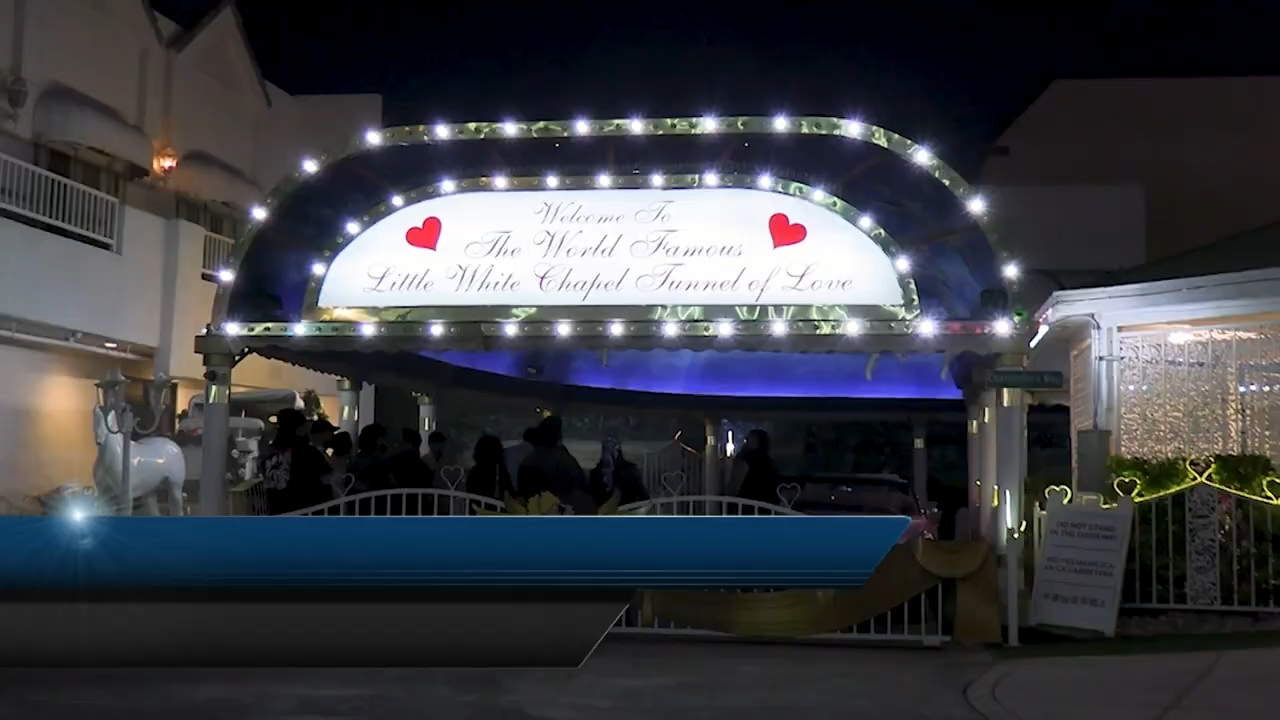 Welcome To
The World Famous
Little White Chapel Tunnel of Love
DO NOT STAND
IN THE DRIVEWAY